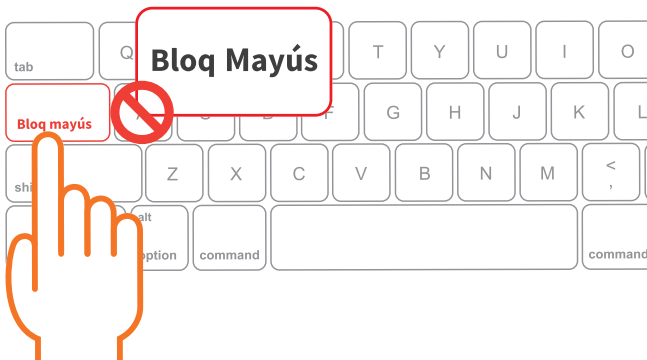 Bloq Mayús
tab Q T Y U I O
Bloq mayús F G H J K L
Z X C V B N M <
,
alt
option command command